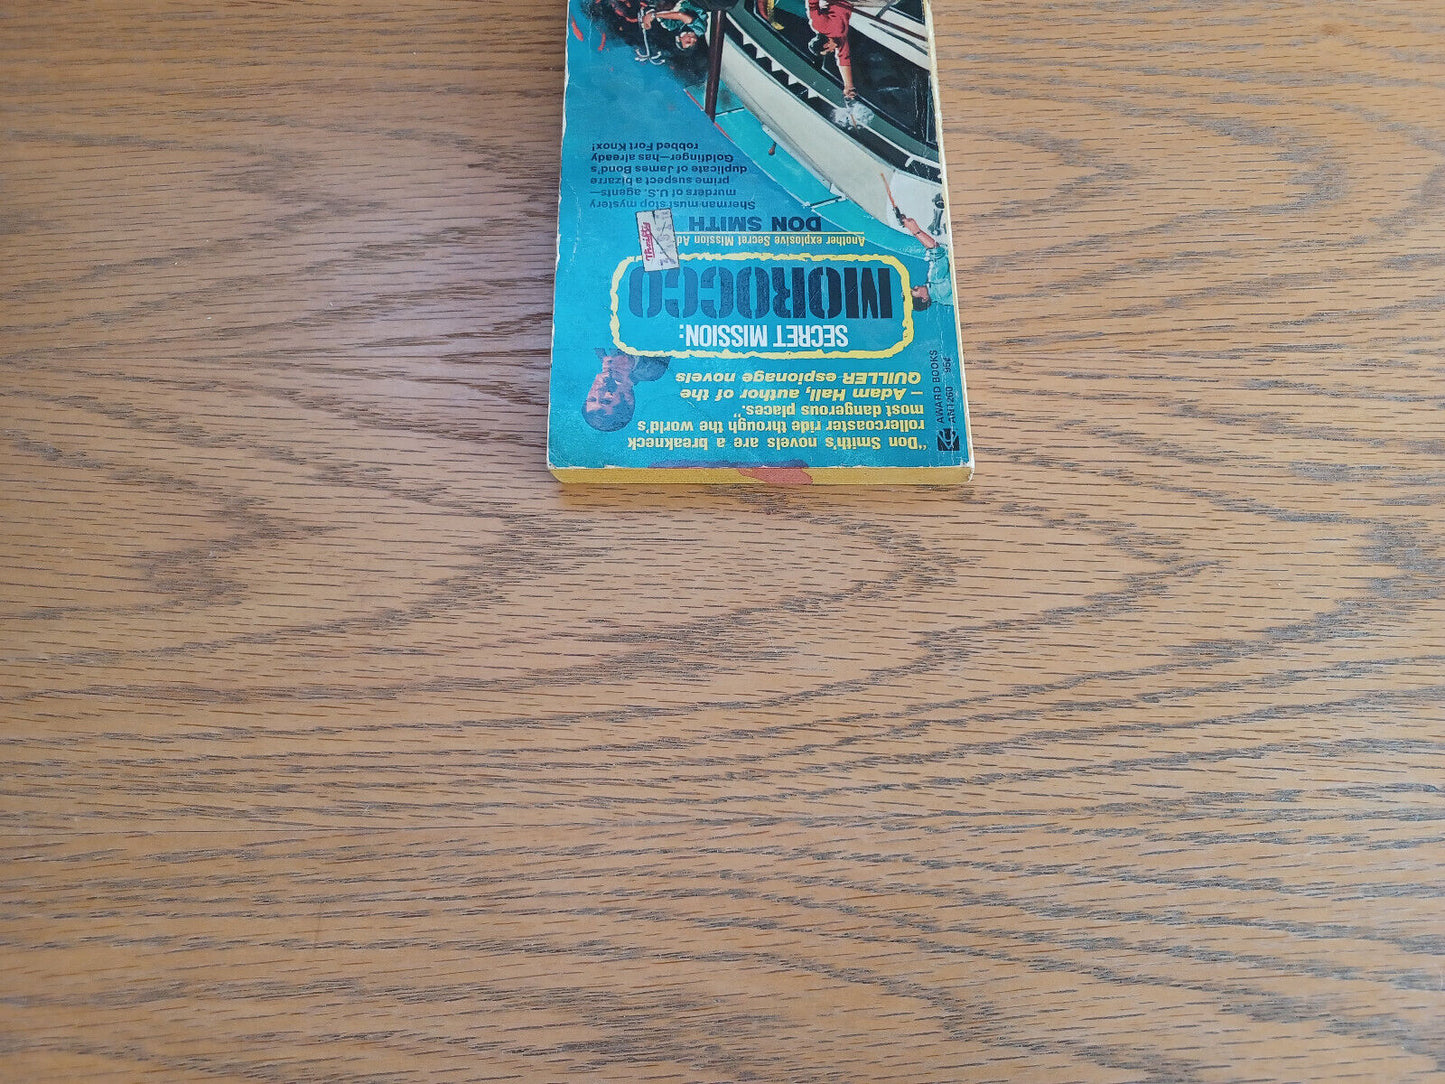 AWARD BOOKS
AN1260 95¢
"Don Smith's novels are a breakneck
rollercoaster ride through the world's
most dangerous places."
— Adam Hall, author of the
QUILLER espionage novels
SECRET MISSION:
MOROCCO
Another explosive Secret Mission Ad
DON SMITH
Sherman must stop mystery
murders of U.S. agents—
prime suspect a bizarre
duplicate of James Bond's
Goldfinger—has already
robbed Fort Knox!